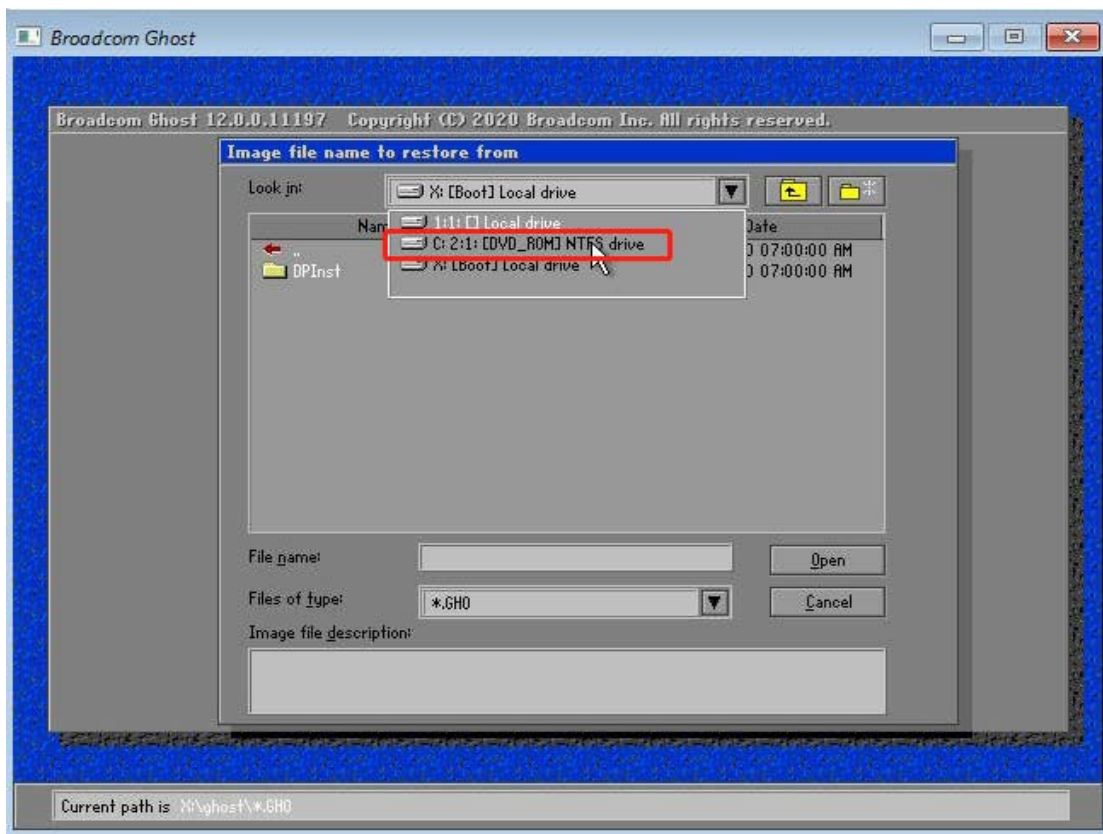 Broadcom Ghost
Broadcom Ghost 12.0.0.11197 Copyright (C) 2020 Broadcom Inc. All rights reserved.
Image file name to restore from
Look in: X: [Boot] Local drive
1:1: [] Local drive
Nam Date
C: 2:1: [DVD_ROM] NTFS drive
.. 07:00:00 AM
X: [Boot] Local drive
DPInst 07:00:00 AM
File name: Open
Files of type: *.GHO Cancel
Image file description:
Current path is X:\ghost\*.GHO